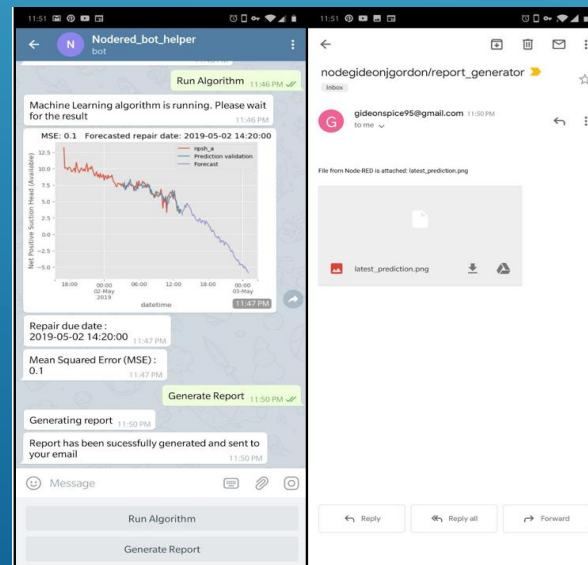 11:51
Nodered_bot_helper
bot
Run Algorithm 11:46 PM
Machine Learning algorithm is running. Please wait
for the result 11:46 PM
MSE: 0.1 Forecasted repair date: 2019-05-02 14:20:00
Net Positive Suction Head (Available)
12.5
10.0
7.5
5.0
2.5
0.0
−2.5
−5.0
npsh_a
Prediction validation
Forecast
18:00 00:00 06:00 12:00 18:00 00:00
02-May 03-May
2019
datetime
11:47 PM
Repair due date :
2019-05-02 14:20:00 11:47 PM
Mean Squared Error (MSE) :
0.1 11:47 PM
Generate Report 11:50 PM
Generating report 11:50 PM
Report has been sucessfully generated and sent to
your email 11:50 PM
Message
Run Algorithm
Generate Report
11:51
nodegideonjgordon/report_generator
Inbox
G
gideonspice95@gmail.com 11:50 PM
to me
File from Node-RED is attached: latest_prediction.png
latest_prediction.png
Reply Reply all Forward